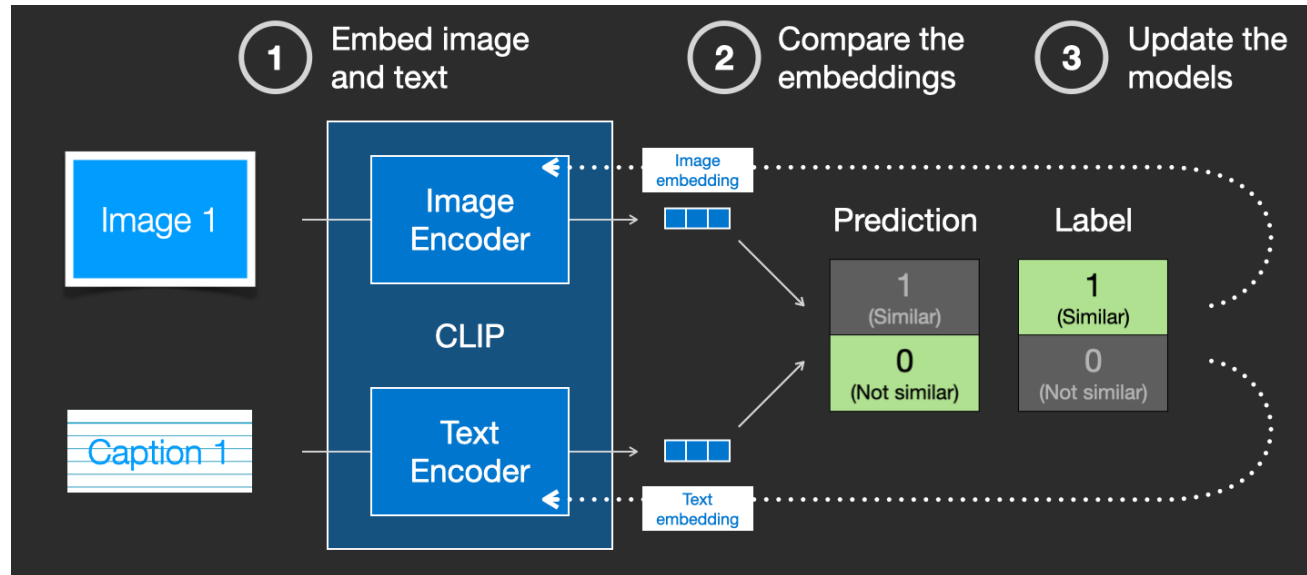 1
Embed image
and text
2
Compare the
embeddings
3
Update the
models
Image 1
Image
Encoder
Image
embedding
Prediction
Label
1
(Similar)
0
(Not similar)
1
(Similar)
0
(Not similar)
CLIP
Caption 1
Text
Encoder
Text
embedding